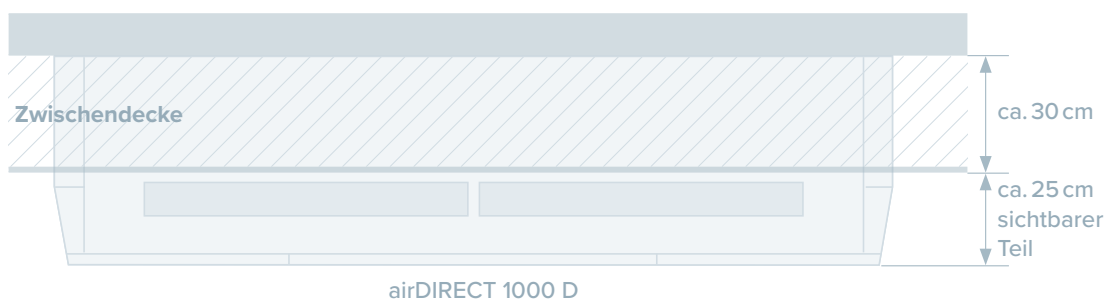 Zwischendecke
ca. 30 cm
ca. 25 cm
sichtbarer
Teil
airDIRECT 1000 D